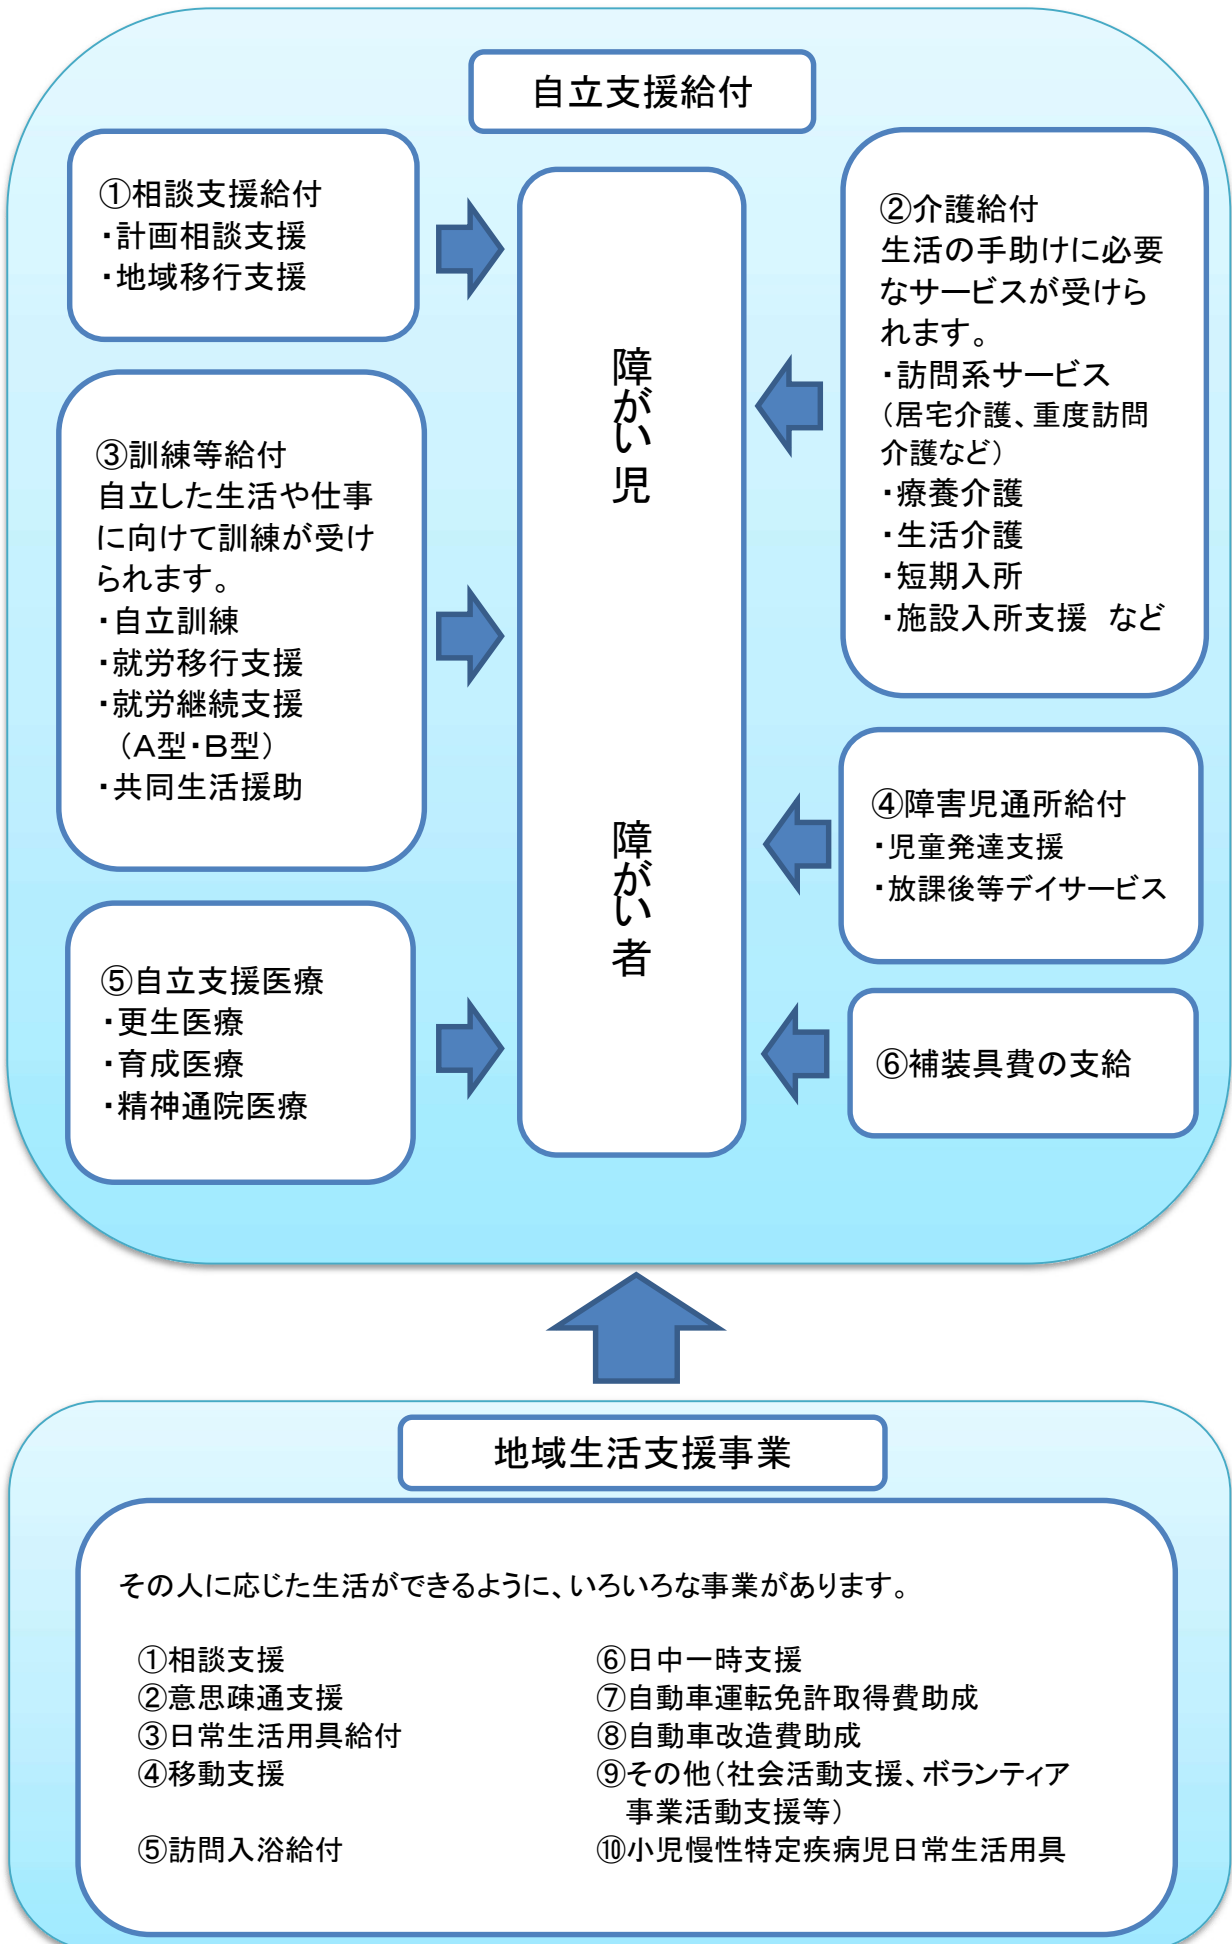 自立支援給付
①相談支援給付
・計画相談支援
・地域移行支援
②介護給付
生活の手助けに必要
なサービスが受けら
れます。
・訪問系サービス
(居宅介護、重度訪問
介護など)
・療養介護
・生活介護
・短期入所
・施設入所支援 など
③訓練等給付
自立した生活や仕事
に向けて訓練が受け
られます。
・自立訓練
・就労移行支援
・就労継続支援
(A型・B型)
・共同生活援助
障がい児
障がい者
④障害児通所給付
・児童発達支援
・放課後等デイサービス
⑤自立支援医療
・更生医療
・育成医療
・精神通院医療
⑥補装具費の支給
地域生活支援事業
その人に応じた生活ができるように、いろいろな事業があります。
①相談支援
②意思疎通支援
③日常生活用具給付
④移動支援
⑤訪問入浴給付
⑥日中一時支援
⑦自動車運転免許取得費助成
⑧自動車改造費助成
⑨その他(社会活動支援、ボランティア
事業活動支援等)
⑩小児慢性特定疾病児日常生活用具